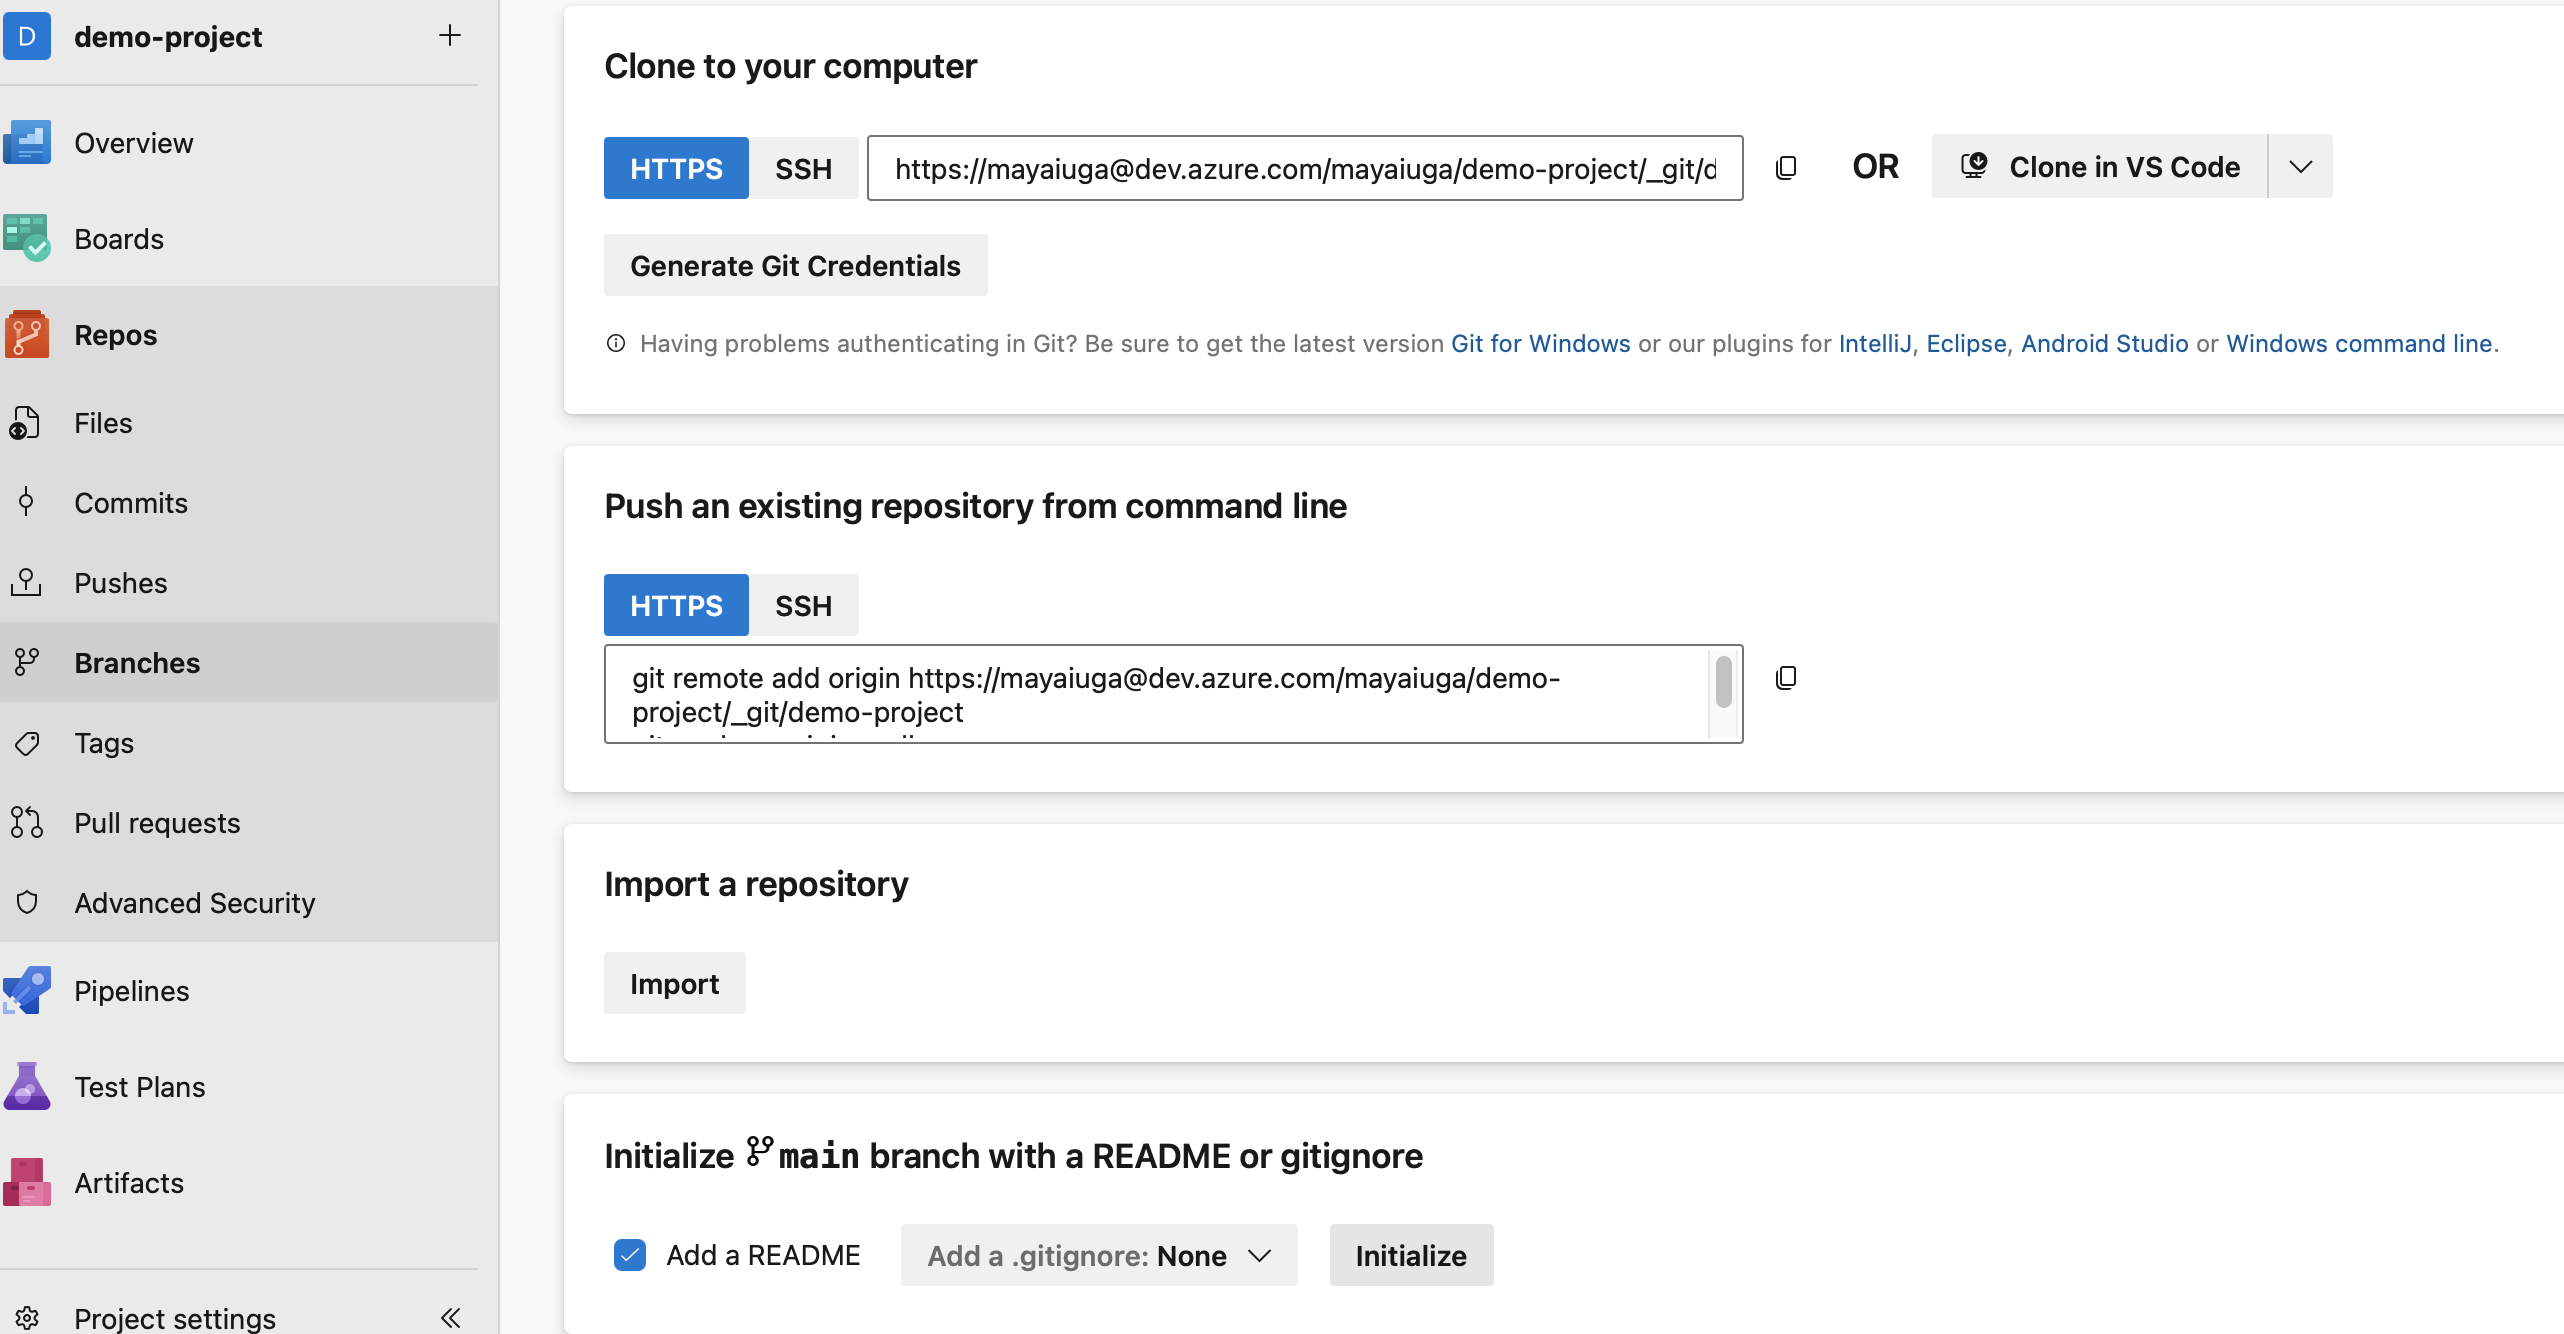 D
demo-project
Overview
Boards
Repos
Files
Commits
Pushes
Branches
Tags
Pull requests
Advanced Security
Pipelines
Test Plans
Artifacts
Project settings
Clone to your computer
HTTPS SSH https://mayaiuga@dev.azure.com/mayaiuga/demo-project/_git/d OR Clone in VS Code
Generate Git Credentials
Having problems authenticating in Git? Be sure to get the latest version Git for Windows or our plugins for IntelliJ, Eclipse, Android Studio or Windows command line.
Push an existing repository from command line
HTTPS SSH
git remote add origin https://mayaiuga@dev.azure.com/mayaiuga/demo-
project/_git/demo-project
Import a repository
Import
Initialize main branch with a README or gitignore
Add a README Add a .gitignore: None Initialize